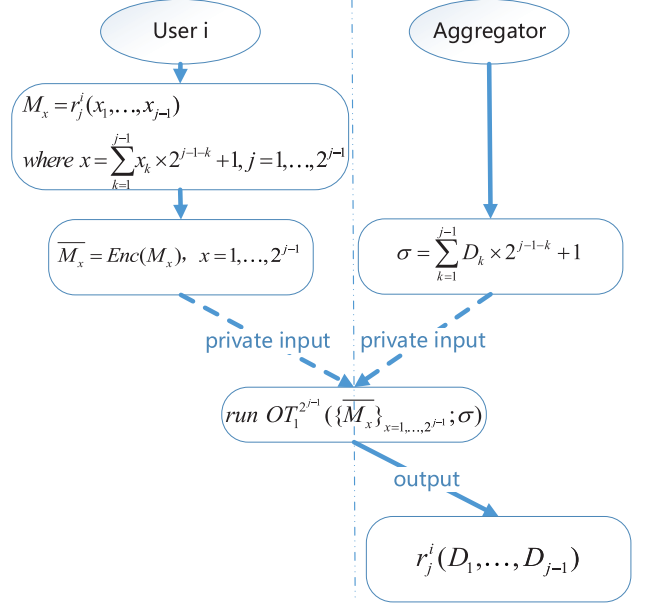 User i
Aggregator
M_x = r_j^i(x_1,…,x_{j−1})
where x = \sum_{k=1}^{j−1} x_k × 2^{j−1−k} + 1, j = 1,…,2^{j−1}
\overline{M_x} = Enc(M_x), x = 1,…,2^{j−1}
σ = \sum_{k=1}^{j−1} D_k × 2^{j−1−k} + 1
private input
private input
run OT_1^{2^{j−1}}({\overline{M_x}}_{x=1,…,2^{j−1}};σ)
output
r_j^i(D_1,…,D_{j−1})